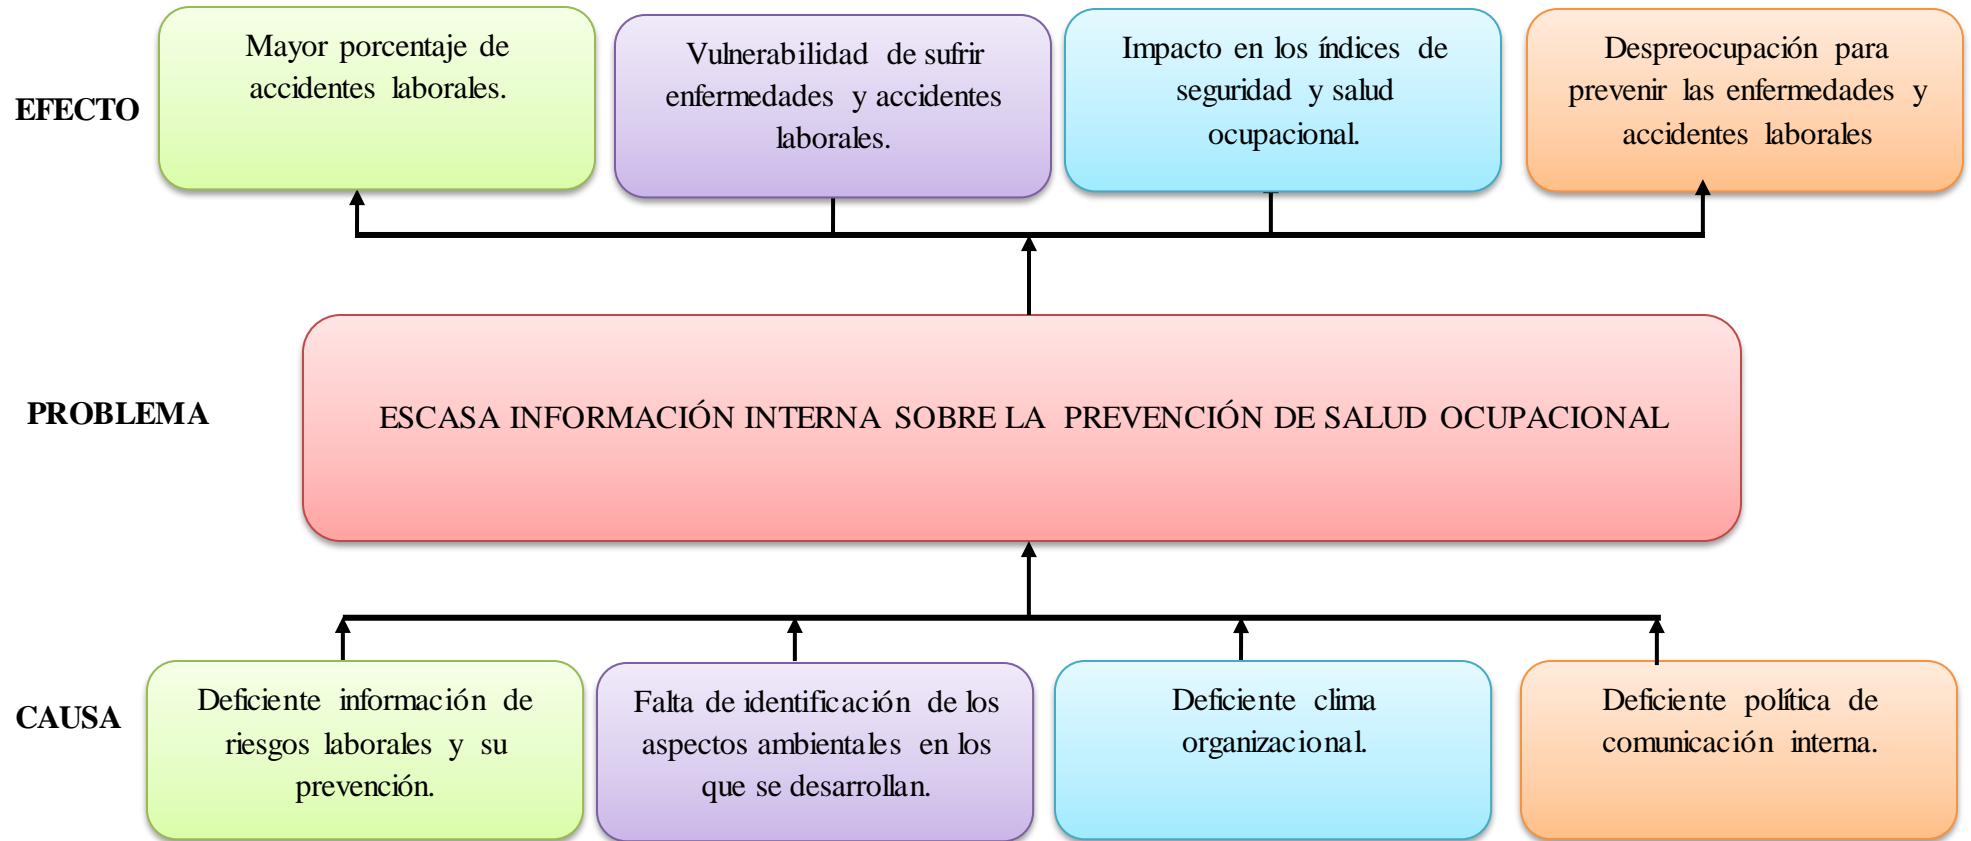 EFECTO
Mayor porcentaje de
accidentes laborales.
Vulnerabilidad de sufrir
enfermedades y accidentes
laborales.
Impacto en los índices de
seguridad y salud
ocupacional.
Despreocupación para
prevenir las enfermedades y
accidentes laborales
PROBLEMA
ESCASA INFORMACIÓN INTERNA SOBRE LA PREVENCIÓN DE SALUD OCUPACIONAL
CAUSA
Deficiente información de
riesgos laborales y su
prevención.
Falta de identificación de los
aspectos ambientales en los
que se desarrollan.
Deficiente clima
organizacional.
Deficiente política de
comunicación interna.